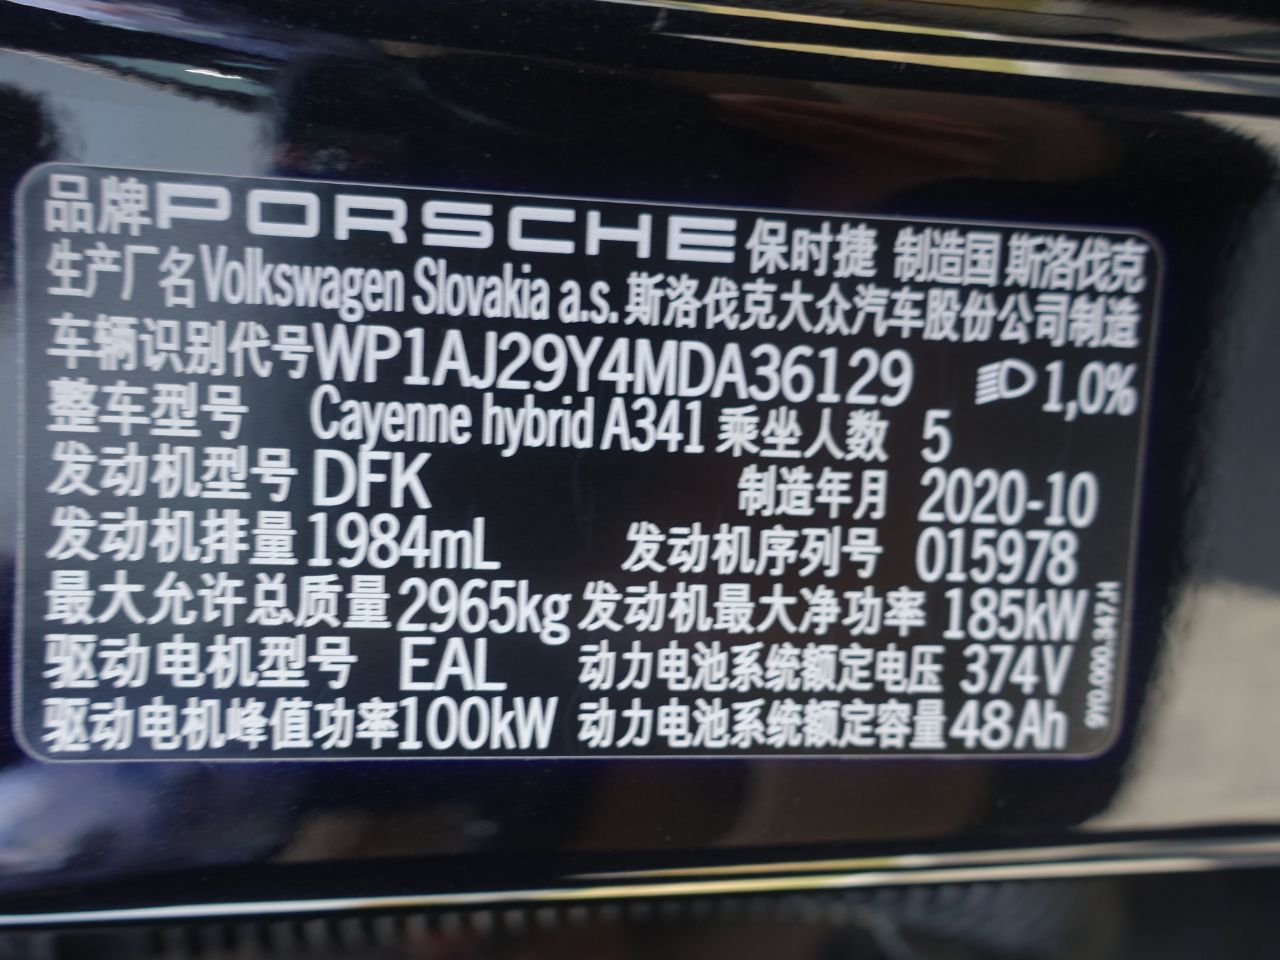 品牌PORSCHE保时捷 制造国 斯洛伐克
生产厂名Volkswagen Slovakia a.s.斯洛伐克大众汽车股份公司制造
车辆识别代号WP1AJ29Y4MDA36129 1,0%
整车型号 Cayenne hybrid A341 乘坐人数 5
发动机型号DFK 制造年月 2020-10
发动机排量1984mL 发动机序列号 015978
最大允许总质量2965kg 发动机最大净功率 185kW
驱动电机型号 EAL 动力电池系统额定电压 374V
驱动电机峰值功率100kW 动力电池系统额定容量48Ah
9Y0.000.347.H